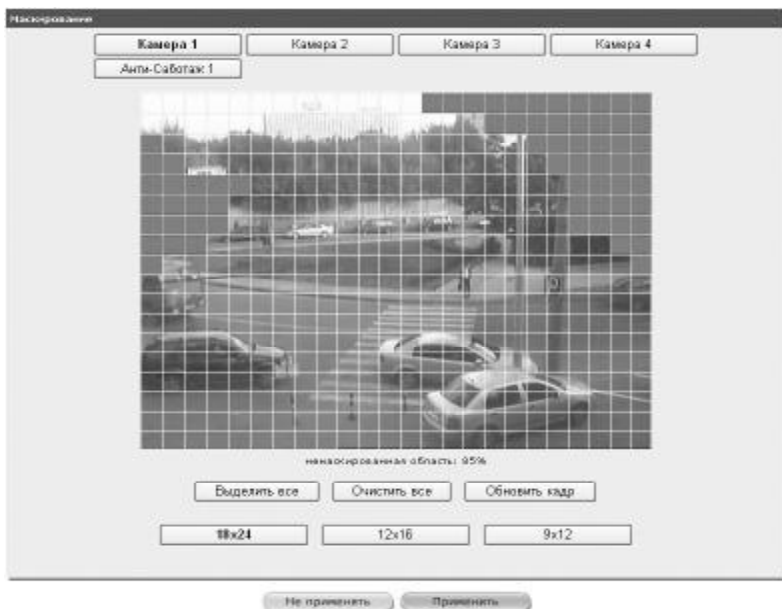 Маскирование
Камера 1 Камера 2 Камера 3 Камера 4
Анти-Саботаж 1
немаскированная область: 85%
Выделить все Очистить все Обновить кадр
18x24 12x16 9x12
Не применять Применить